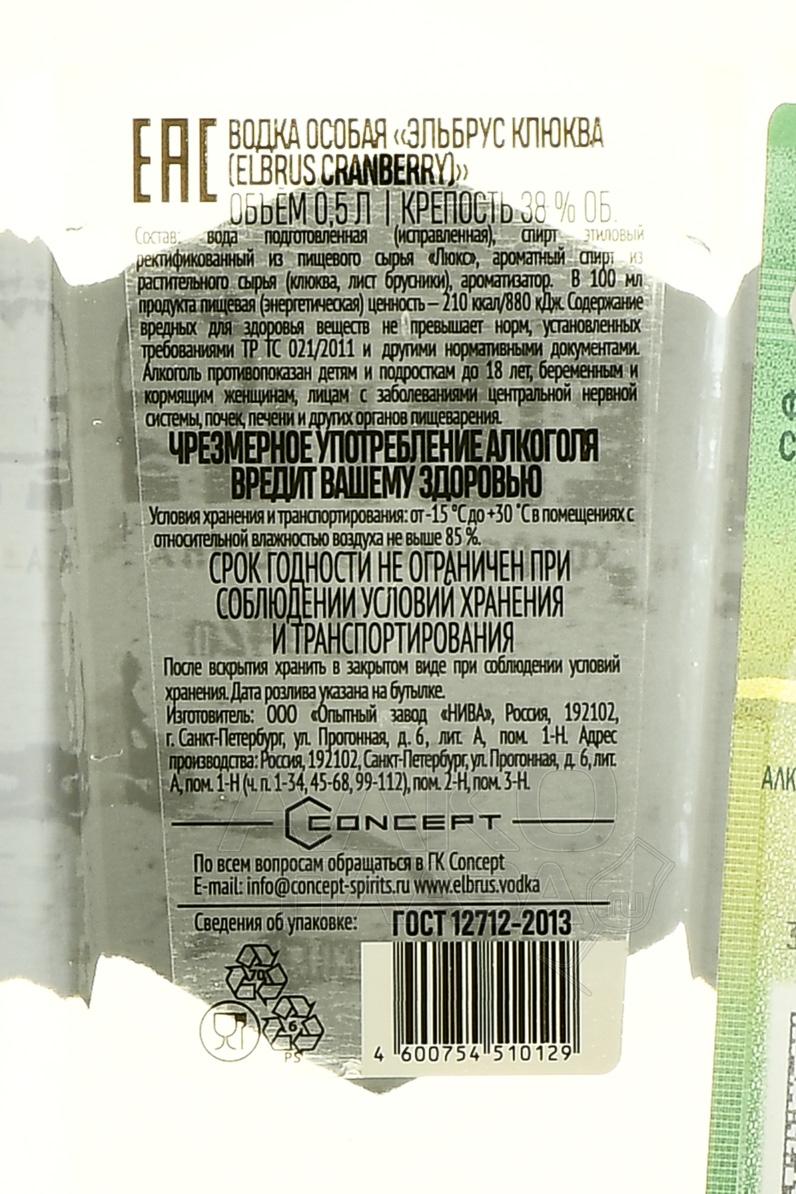 ЕАС
ВОДКА ОСОБАЯ «ЭЛЬБРУС КЛЮКВА
(ELBRUS CRANBERRY)»
ОБЪЁМ 0,5 Л | КРЕПОСТЬ 38 % ОБ.
Состав: вода подготовленная (исправленная), спирт этиловый
ректификованный из пищевого сырья «Люкс», ароматный спирт из
растительного сырья (клюква, лист брусники), ароматизатор. В 100 мл
продукта пищевая (энергетическая) ценность – 210 ккал/880 кДж. Содержание
вредных для здоровья веществ не превышает норм, установленных
требованиями ТР ТС 021/2011 и другими нормативными документами.
Алкоголь противопоказан детям и подросткам до 18 лет, беременным и
кормящим женщинам, лицам с заболеваниями центральной нервной
системы, почек, печени и других органов пищеварения.
ЧРЕЗМЕРНОЕ УПОТРЕБЛЕНИЕ АЛКОГОЛЯ
ВРЕДИТ ВАШЕМУ ЗДОРОВЬЮ
Условия хранения и транспортирования: от -15 °С до +30 °С в помещениях с
относительной влажностью воздуха не выше 85 %.
СРОК ГОДНОСТИ НЕ ОГРАНИЧЕН ПРИ
СОБЛЮДЕНИИ УСЛОВИЙ ХРАНЕНИЯ
И ТРАНСПОРТИРОВАНИЯ
После вскрытия хранить в закрытом виде при соблюдении условий
хранения. Дата розлива указана на бутылке.
Изготовитель: ООО «Опытный завод «НИВА», Россия, 192102,
г. Санкт-Петербург, ул. Прогонная, д. 6, лит. А, пом. 1-Н. Адрес
производства: Россия, 192102, Санкт-Петербург, ул. Прогонная, д. 6, лит.
А, пом. 1-Н (ч. п. 1-34, 45-68, 99-112), пом. 2-Н, пом. 3-Н.
CONCEPT
По всем вопросам обращаться в ГК Concept
E-mail: info@concept-spirits.ru www.elbrus.vodka
Сведения об упаковке: ГОСТ 12712-2013
70
6
PS
4 600754 510129